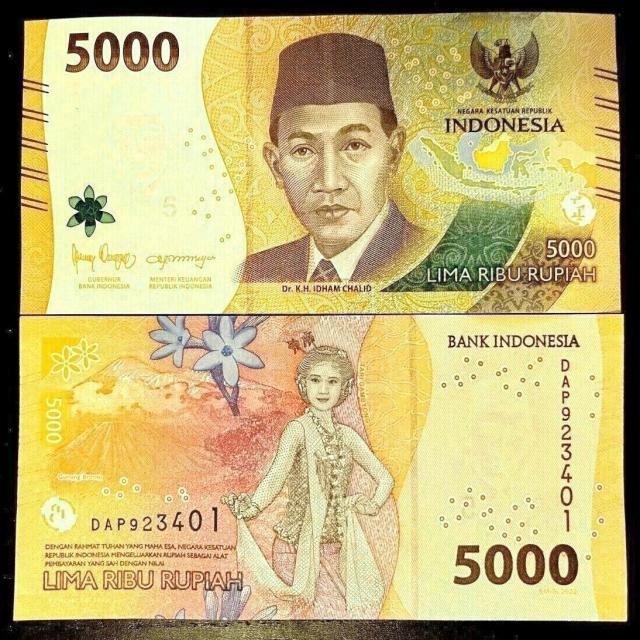 5000
NEGARA KESATUAN REPUBLIK
INDONESIA
5
GUBERNUR
BANK INDONESIA
MENTERI KEUANGAN
REPUBLIK INDONESIA
Dr. K.H. IDHAM CHALID
5000
LIMA RIBU RUPIAH
BANK INDONESIA
DAP923401
5000
Gunung Bromo
DAP923401
DENGAN RAHMAT TUHAN YANG MAHA ESA, NEGARA KESATUAN
REPUBLIK INDONESIA MENGELUARKAN RUPIAH SEBAGAI ALAT
PEMBAYARAN YANG SAH DENGAN NILAI
LIMA RIBU RUPIAH
5000